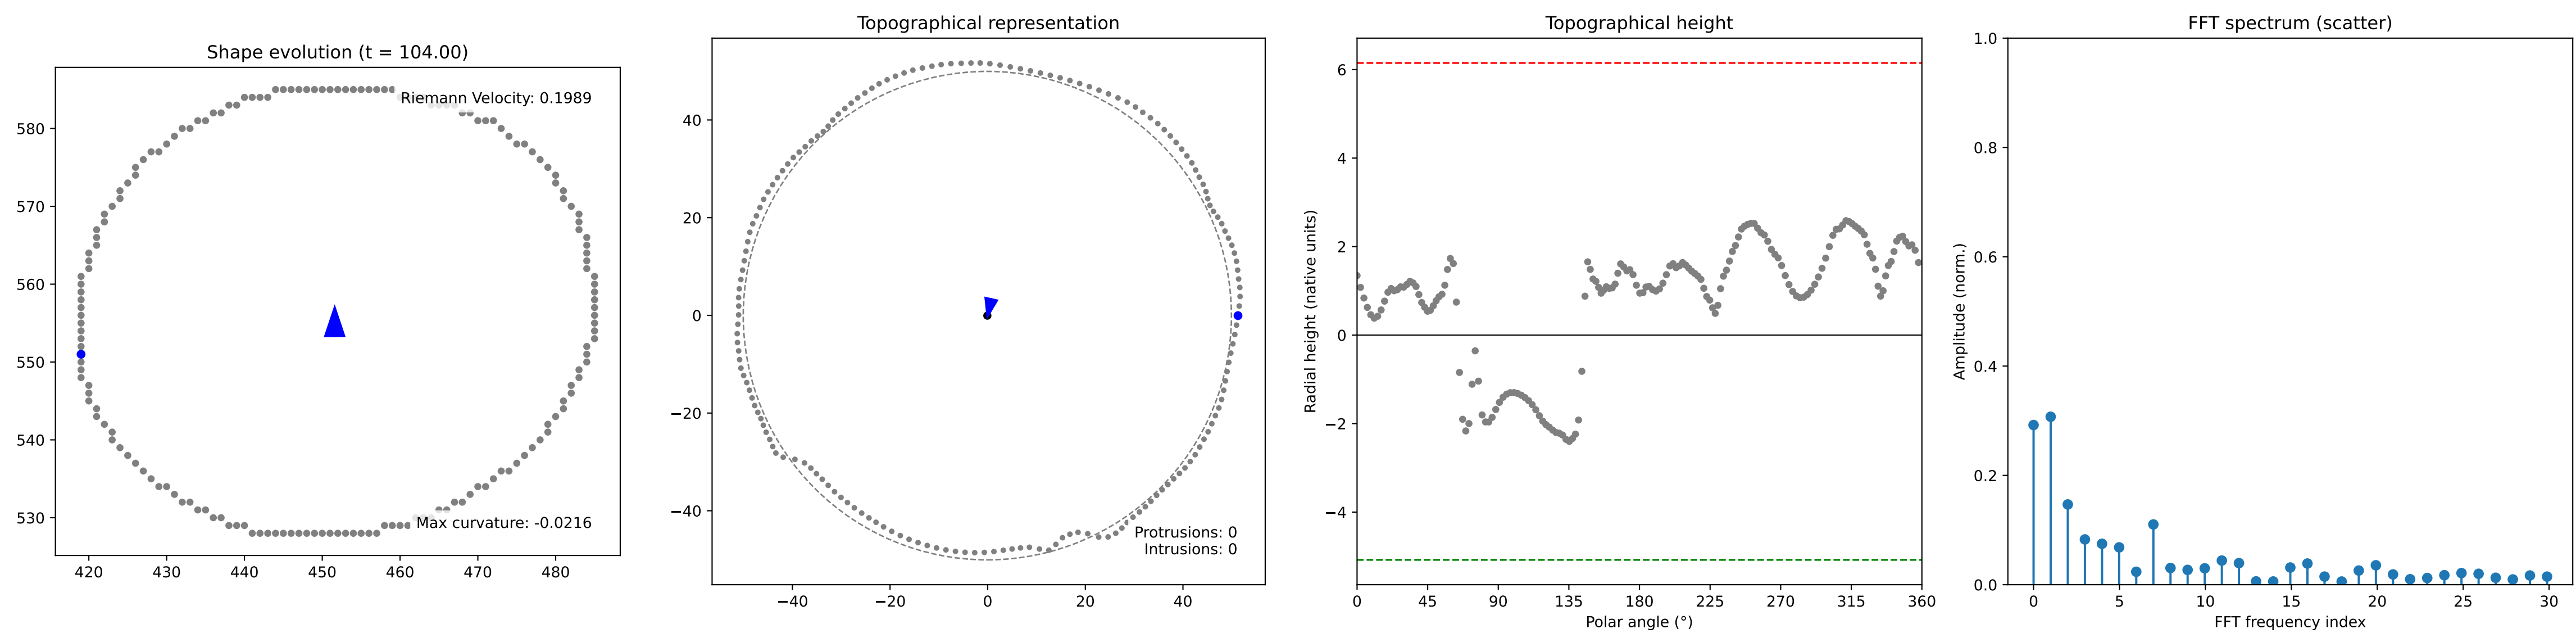 Shape evolution (t = 104.00)
Riemann Velocity: 0.1989
Max curvature: -0.0216
580
570
560
550
540
530
420 430 440 450 460 470 480
Topographical representation
40
20
0
−20
−40
−40 −20 0 20 40
Protrusions: 0
Intrusions: 0
Topographical height
Radial height (native units)
6
4
2
0
−2
−4
0 45 90 135 180 225 270 315 360
Polar angle (°)
FFT spectrum (scatter)
Amplitude (norm.)
1.0
0.8
0.6
0.4
0.2
0.0
0 5 10 15 20 25 30
FFT frequency index